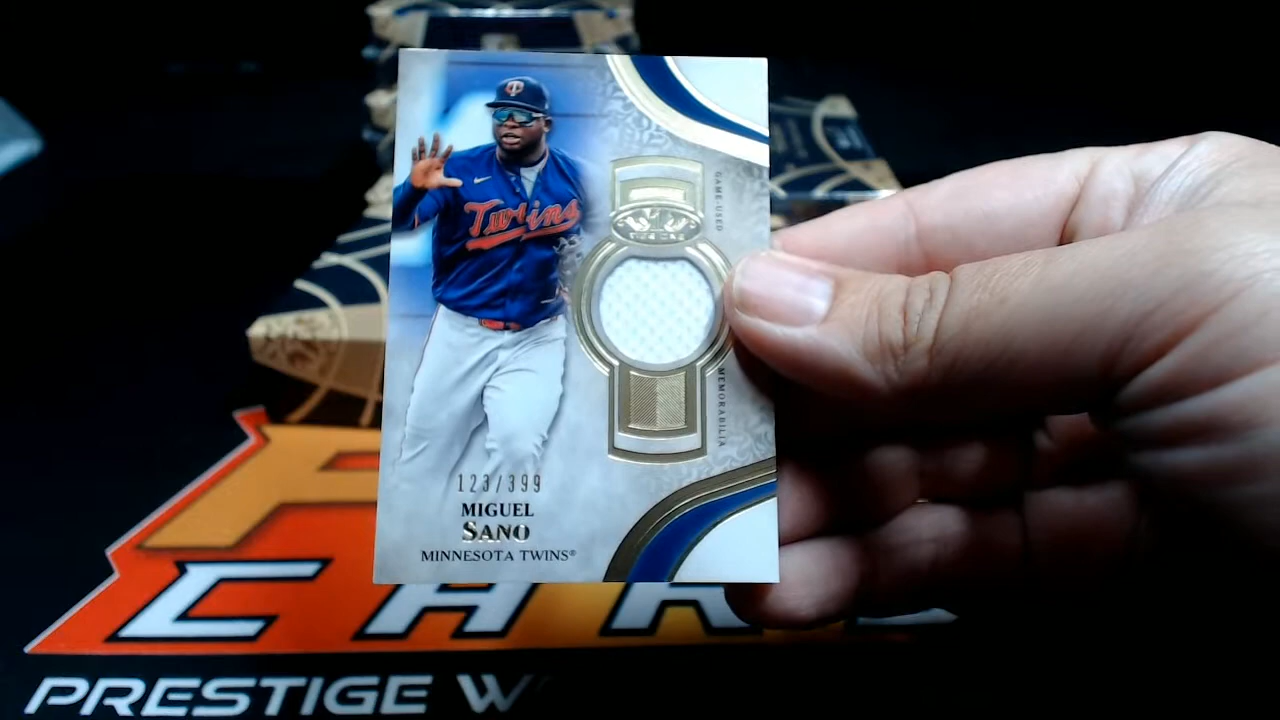 Twins
GAME-USED
MEMORABILIA
123/399
MIGUEL
SANO
MINNESOTA TWINS®
PRESTIGE W